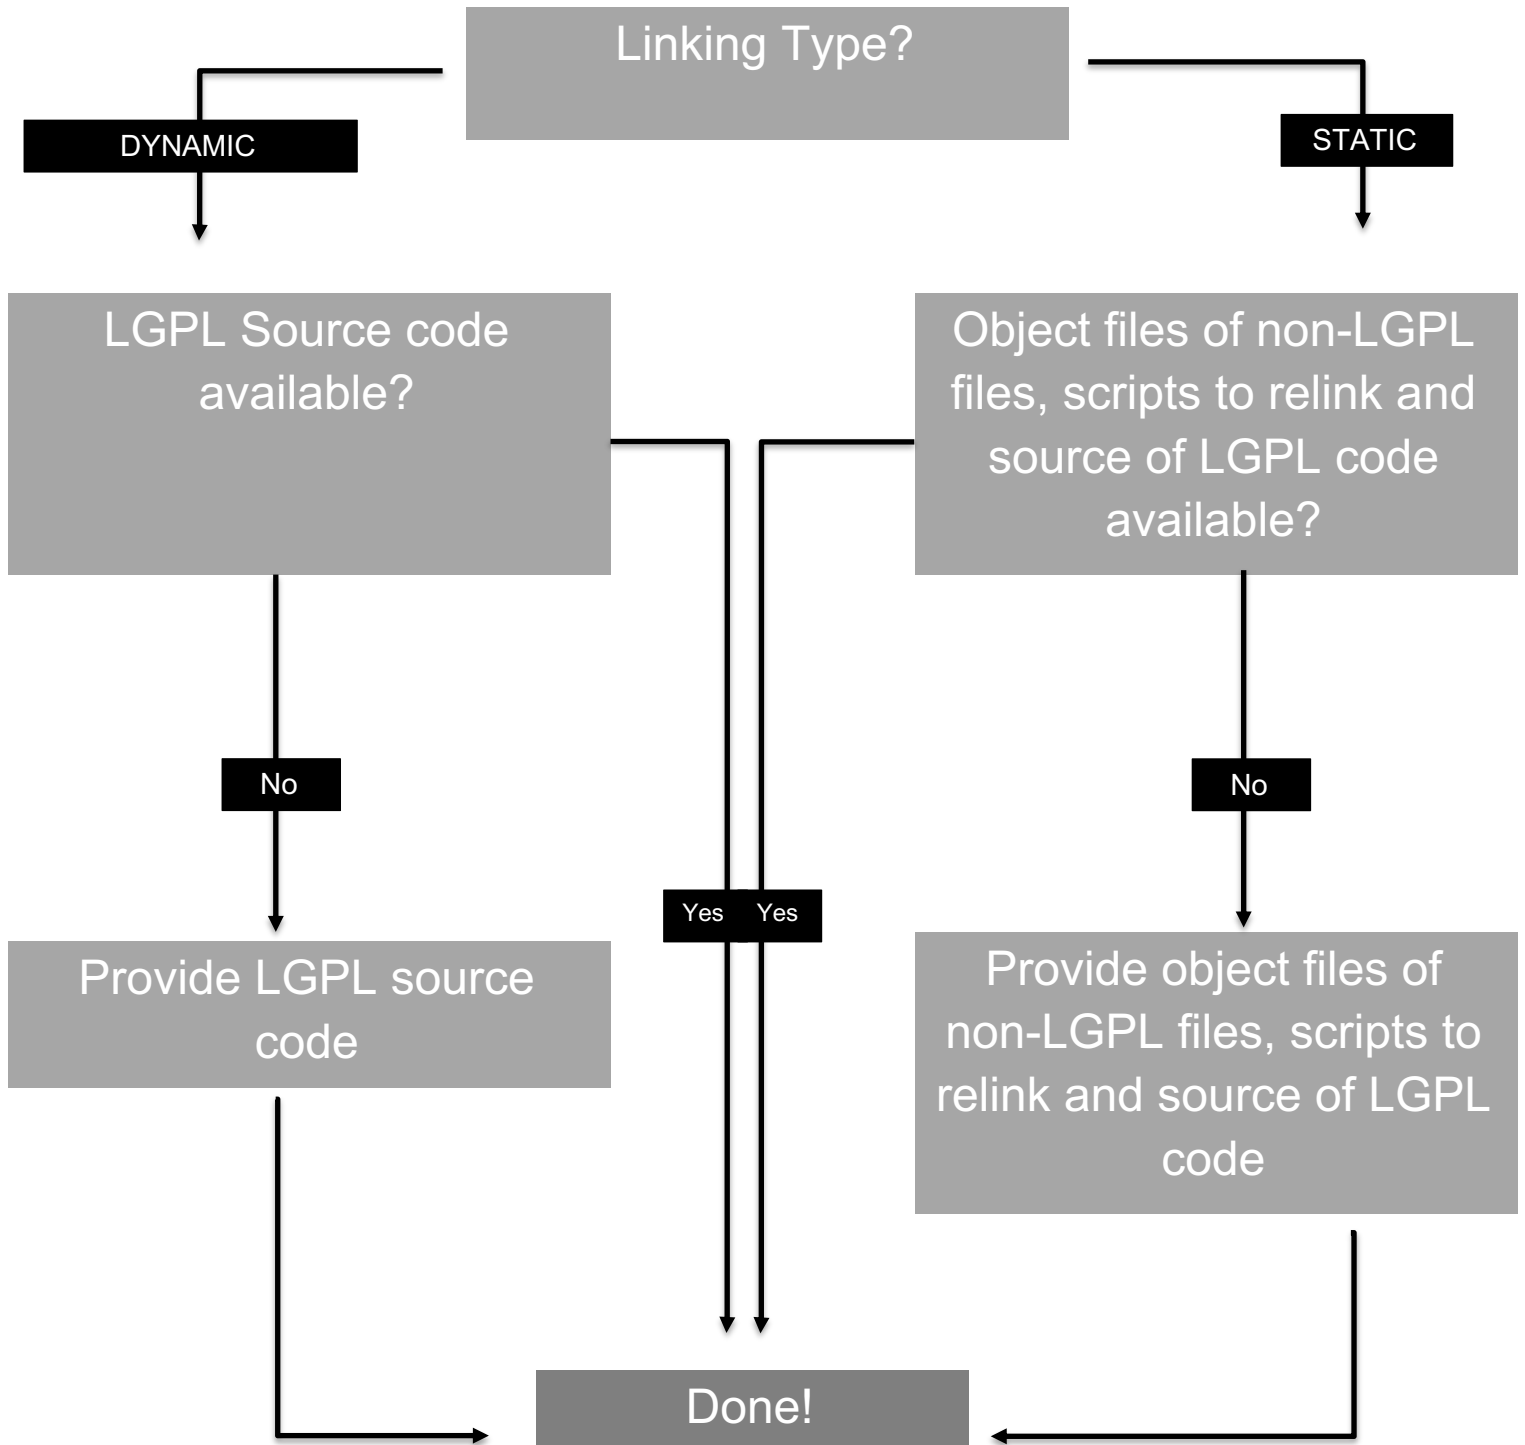 Linking Type?
DYNAMIC
STATIC
LGPL Source code
available?
Object files of non-LGPL
files, scripts to relink and
source of LGPL code
available?
No
No
Yes
Yes
Provide LGPL source
code
Provide object files of
non-LGPL files, scripts to
relink and source of LGPL
code
Done!